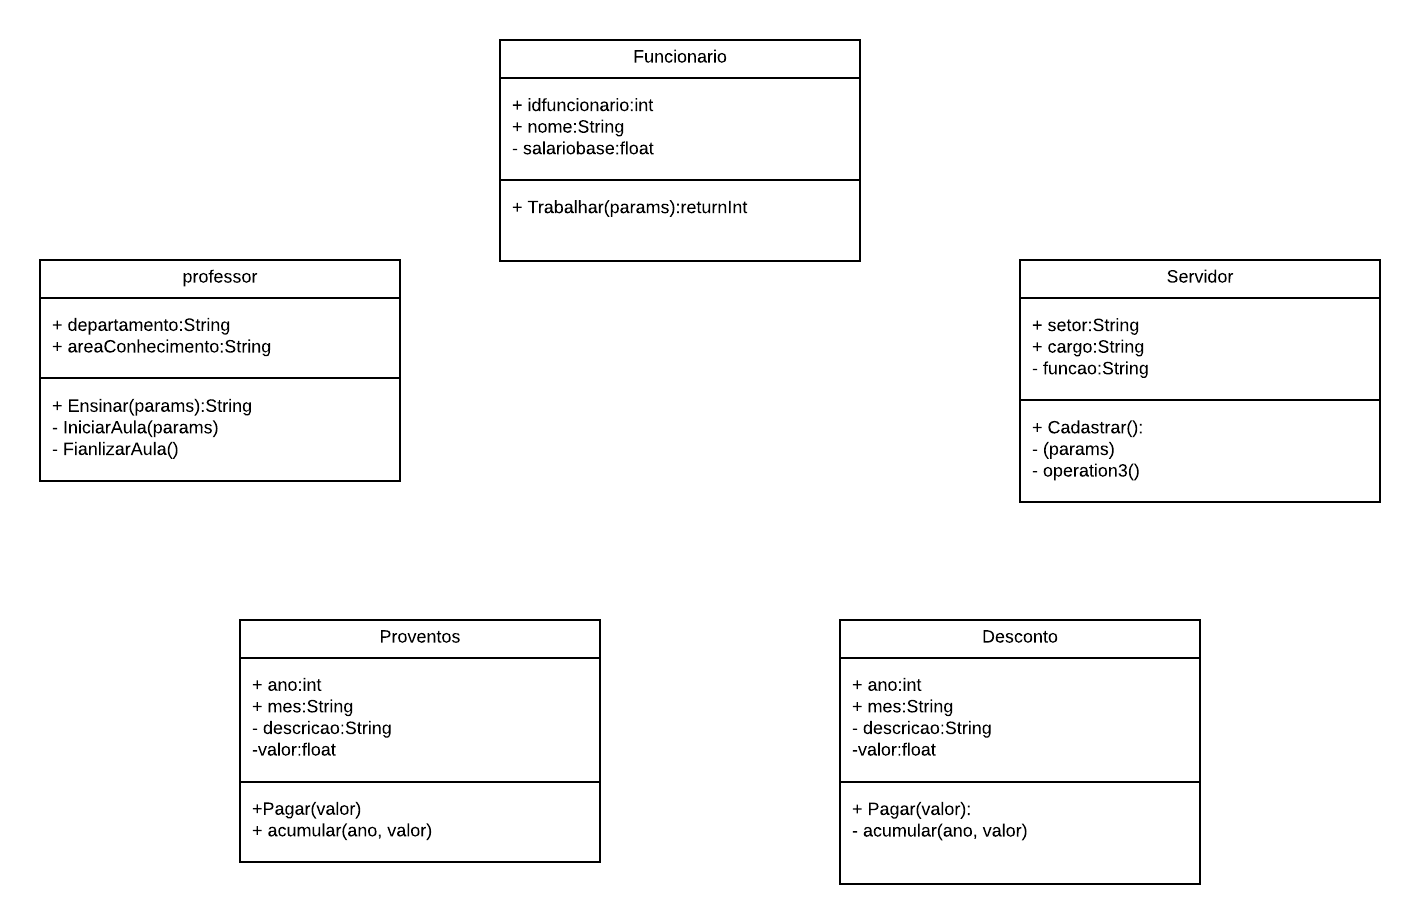 Funcionario
+ idfuncionario:int
+ nome:String
- salariobase:float
+ Trabalhar(params):returnInt
professor
+ departamento:String
+ areaConhecimento:String
+ Ensinar(params):String
- IniciarAula(params)
- FianlizarAula()
Servidor
+ setor:String
+ cargo:String
- funcao:String
+ Cadastrar():
- (params)
- operation3()
Proventos
+ ano:int
+ mes:String
- descricao:String
-valor:float
+Pagar(valor)
+ acumular(ano, valor)
Desconto
+ ano:int
+ mes:String
- descricao:String
-valor:float
+ Pagar(valor):
- acumular(ano, valor)